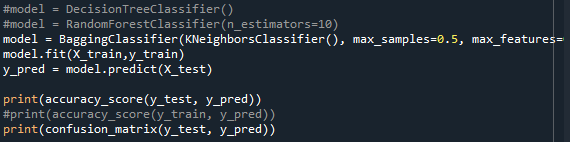 #model = DecisionTreeClassifier()
#model = RandomForestClassifier(n_estimators=10)
model = BaggingClassifier(KNeighborsClassifier(), max_samples=0.5, max_features=
model.fit(X_train,y_train)
y_pred = model.predict(X_test)
print(accuracy_score(y_test, y_pred))
#print(accuracy_score(y_train, y_pred))
print(confusion_matrix(y_test, y_pred))